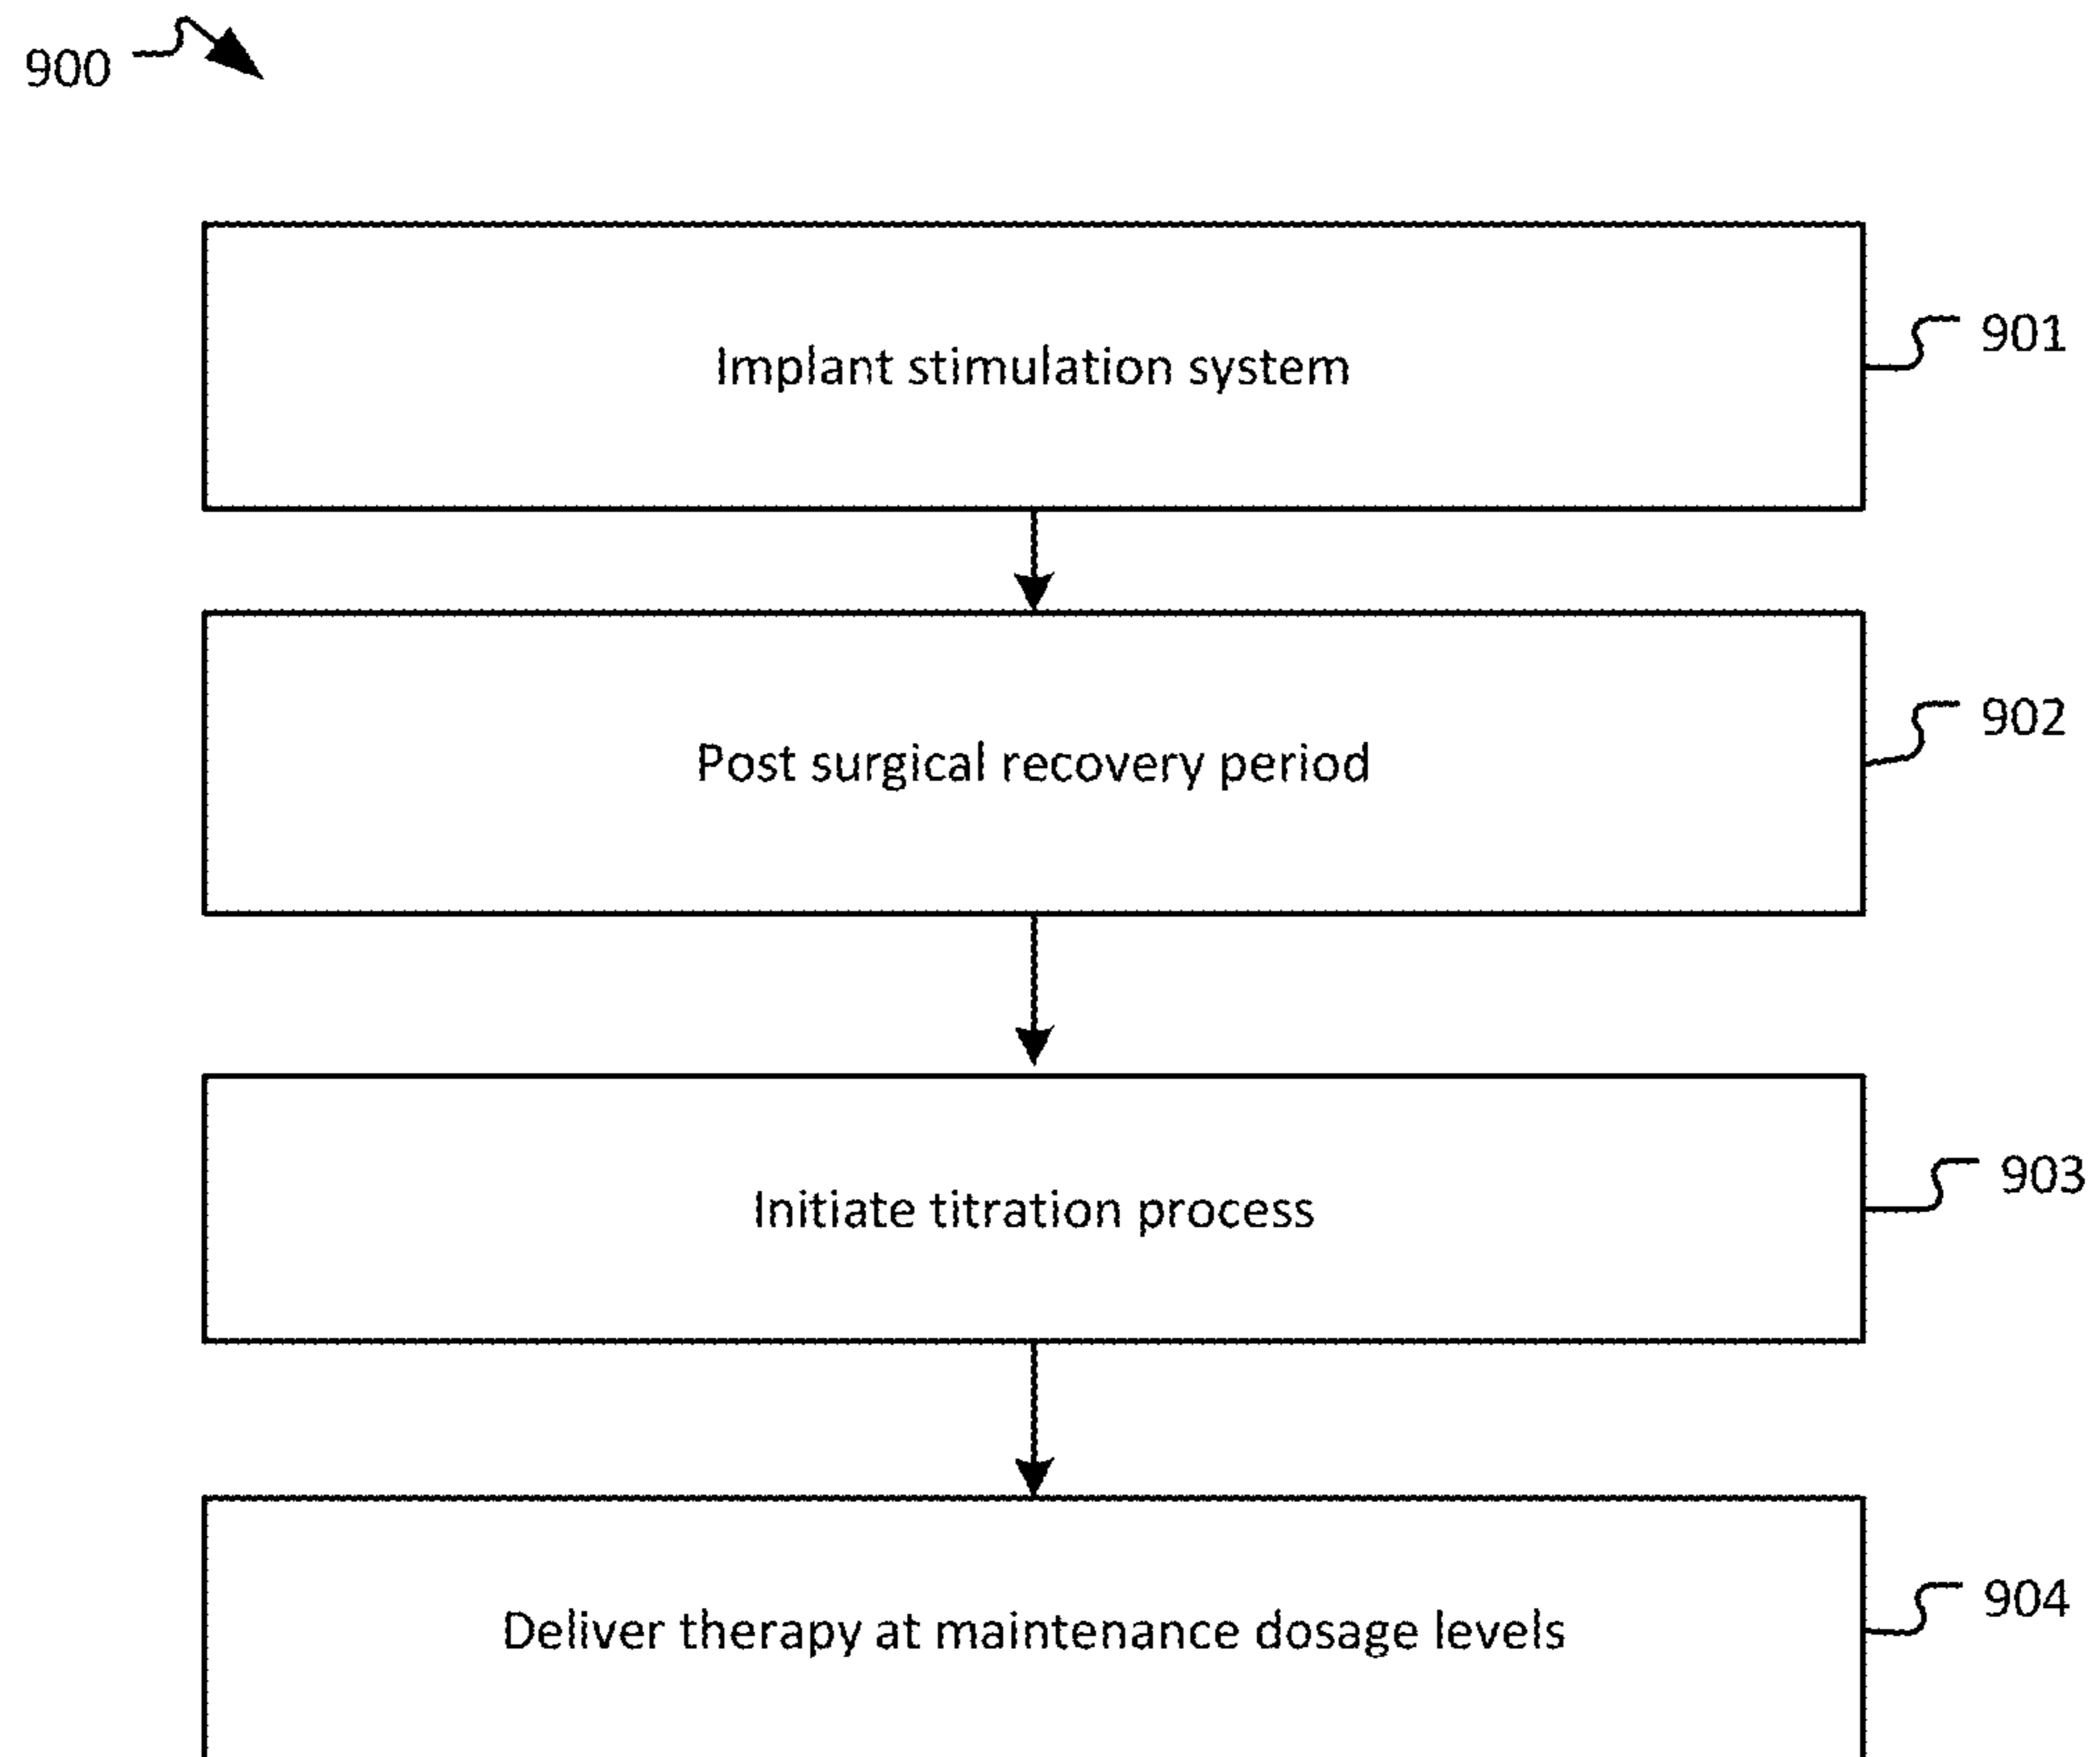 900
Implant stimulation system
901
Post surgical recovery period
902
Initiate titration process
903
Deliver therapy at maintenance dosage levels
904